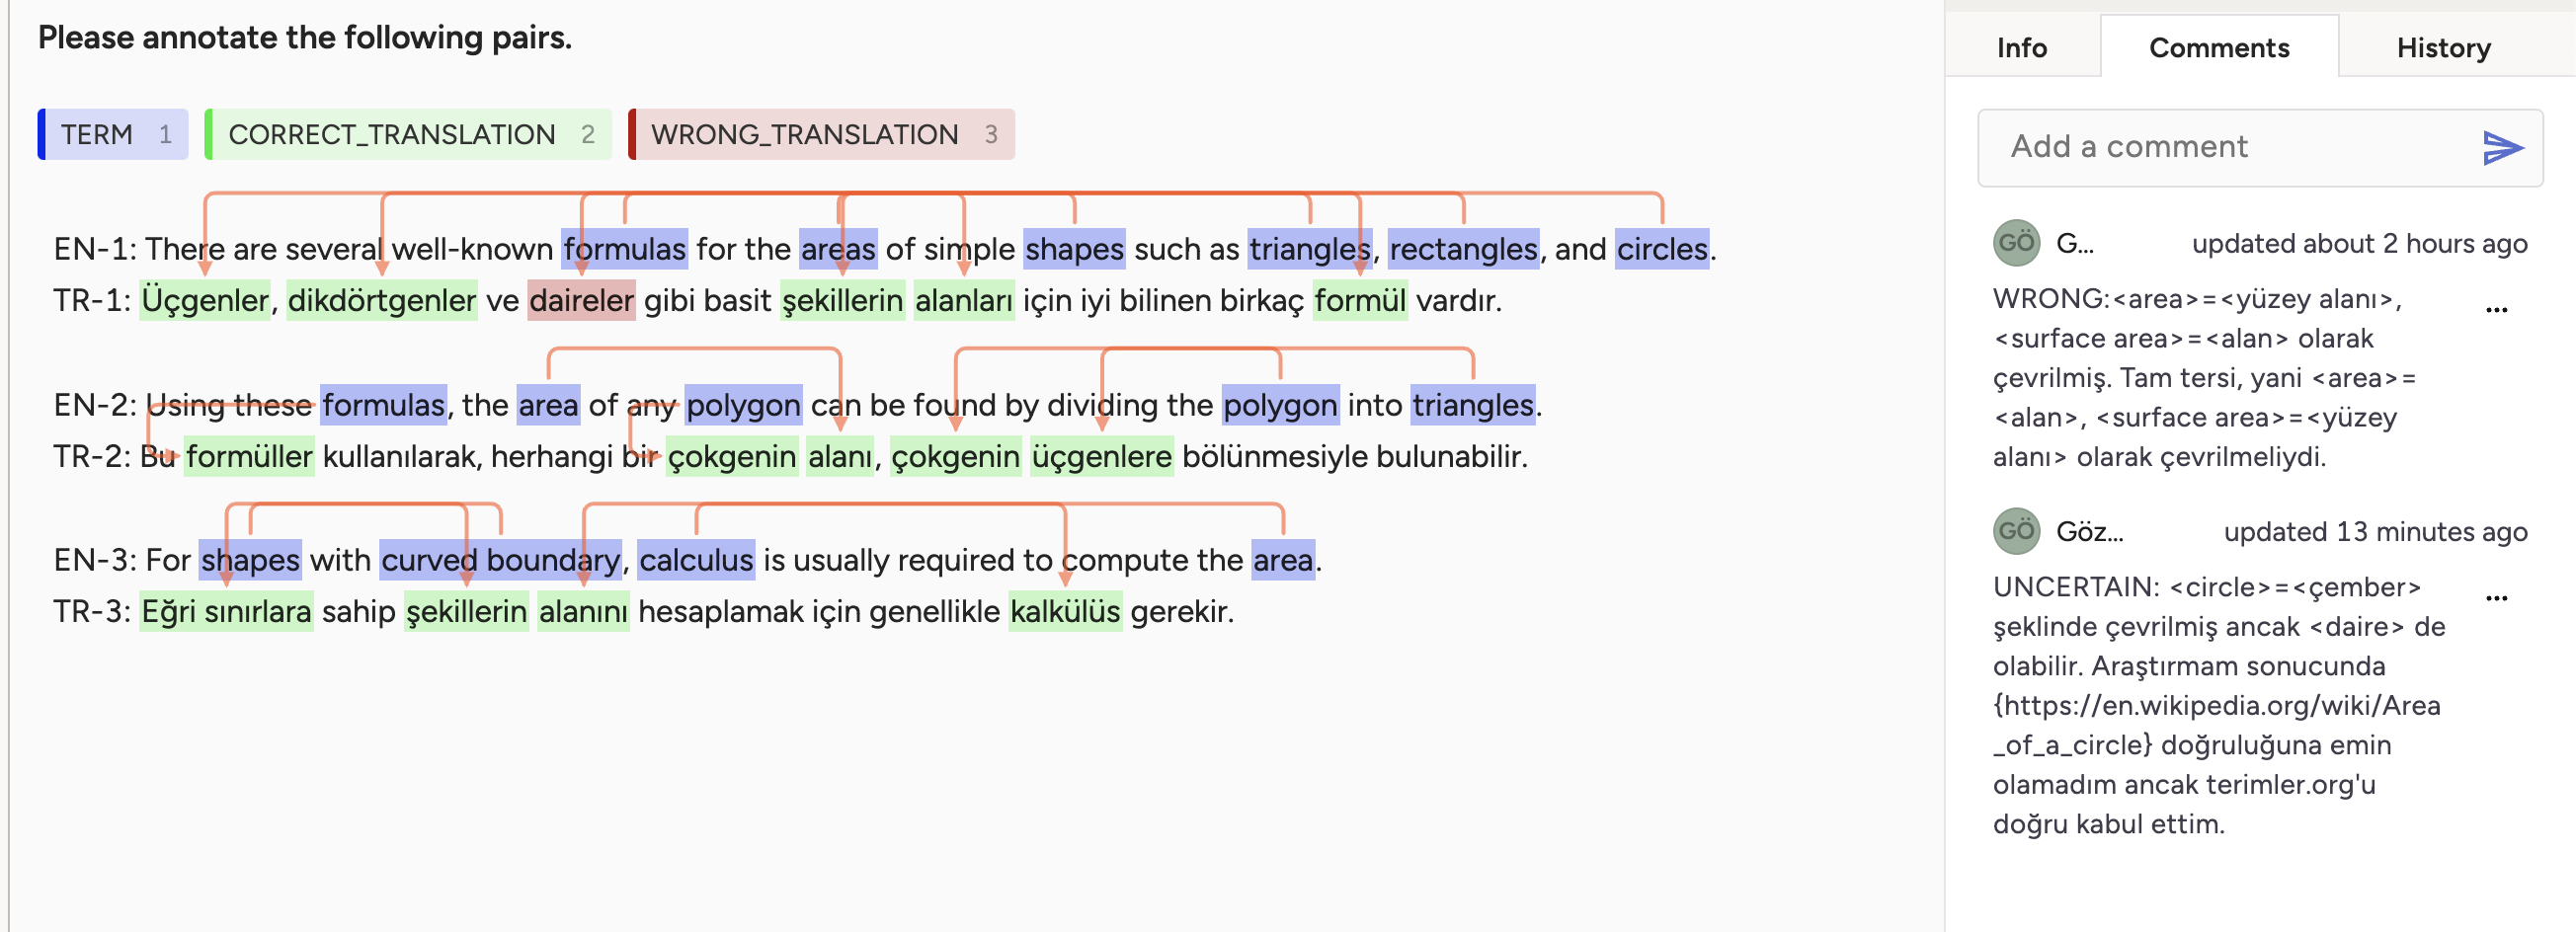 Please annotate the following pairs.
TERM 1 CORRECT_TRANSLATION 2 WRONG_TRANSLATION 3
EN-1: There are several well-known formulas for the areas of simple shapes such as triangles, rectangles, and circles.
TR-1: Üçgenler, dikdörtgenler ve daireler gibi basit şekillerin alanları için iyi bilinen birkaç formül vardır.
EN-2: Using these formulas, the area of any polygon can be found by dividing the polygon into triangles.
TR-2: Bu formüller kullanılarak, herhangi bir çokgenin alanı, çokgenin üçgenlere bölünmesiyle bulunabilir.
EN-3: For shapes with curved boundary, calculus is usually required to compute the area.
TR-3: Eğri sınırlara sahip şekillerin alanını hesaplamak için genellikle kalkülüs gerekir.
Info Comments History
Add a comment
GÖ G... updated about 2 hours ago
WRONG:<area>=<yüzey alanı>,
<surface area>=<alan> olarak
çevrilmiş. Tam tersi, yani <area>=
<alan>, <surface area>=<yüzey
alanı> olarak çevrilmeliydi.
GÖ Göz... updated 13 minutes ago
UNCERTAIN: <circle>=<çember>
şeklinde çevrilmiş ancak <daire> de
olabilir. Araştırmam sonucunda
{https://en.wikipedia.org/wiki/Area
_of_a_circle} doğruluğuna emin
olamadım ancak terimler.org'u
doğru kabul ettim.